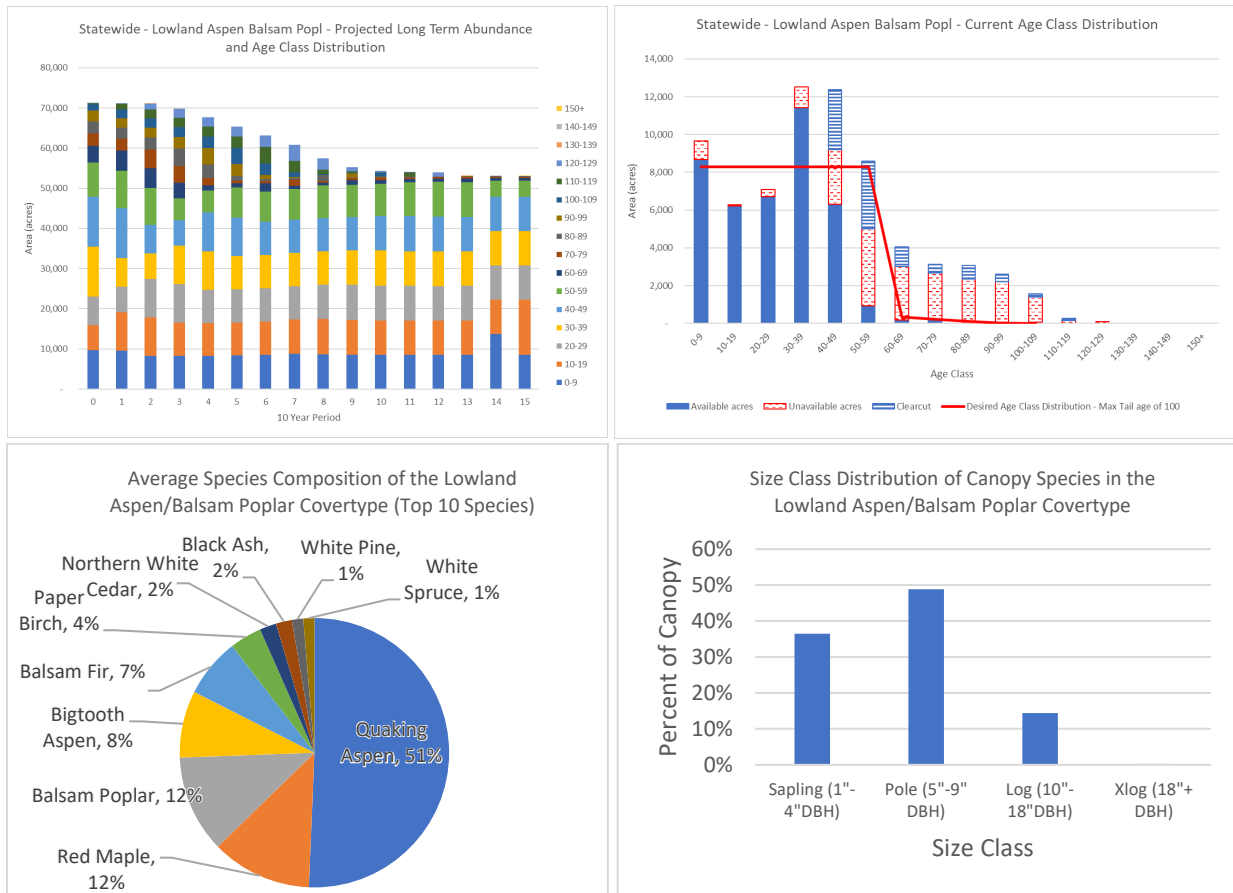 Statewide - Lowland Aspen Balsam Popl - Projected Long Term Abundance
and Age Class Distribution
Area (acres)
80,000
70,000
60,000
50,000
40,000
30,000
20,000
10,000
-
0 1 2 3 4 5 6 7 8 9 10 11 12 13 14 15
10 Year Period
150+
140-149
130-139
120-129
110-119
100-109
90-99
80-89
70-79
60-69
50-59
40-49
30-39
20-29
10-19
0-9
Statewide - Lowland Aspen Balsam Popl - Current Age Class Distribution
Area (acres)
14,000
12,000
10,000
8,000
6,000
4,000
2,000
-
0-9 10-19 20-29 30-39 40-49 50-59 60-69 70-79 80-89 90-99 100-109 110-119 120-129 130-139 140-149 150+
Age Class
Available acres Unavailable acres Clearcut Desired Age Class Distribution - Max Tail age of 100
Average Species Composition of the Lowland
Aspen/Balsam Poplar Covertype (Top 10 Species)
Quaking
Aspen, 51%
Red Maple,
12%
Balsam Poplar, 12%
Bigtooth
Aspen, 8%
Balsam Fir, 7%
Paper
Birch, 4%
Northern White
Cedar, 2%
Black Ash,
2%
White Pine,
1%
White
Spruce, 1%
Size Class Distribution of Canopy Species in the
Lowland Aspen/Balsam Poplar Covertype
Percent of Canopy
60%
50%
40%
30%
20%
10%
0%
Sapling (1"-
4"DBH)
Pole (5"-9"
DBH)
Log (10"-
18"DBH)
Xlog (18"+
DBH)
Size Class